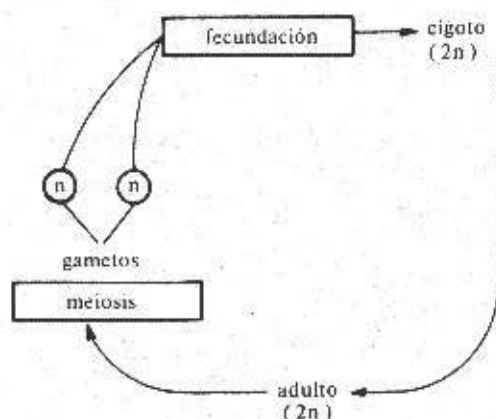 fecundación
cigoto
(2n)
n
n
gametos
meiosis
adulto
(2n)